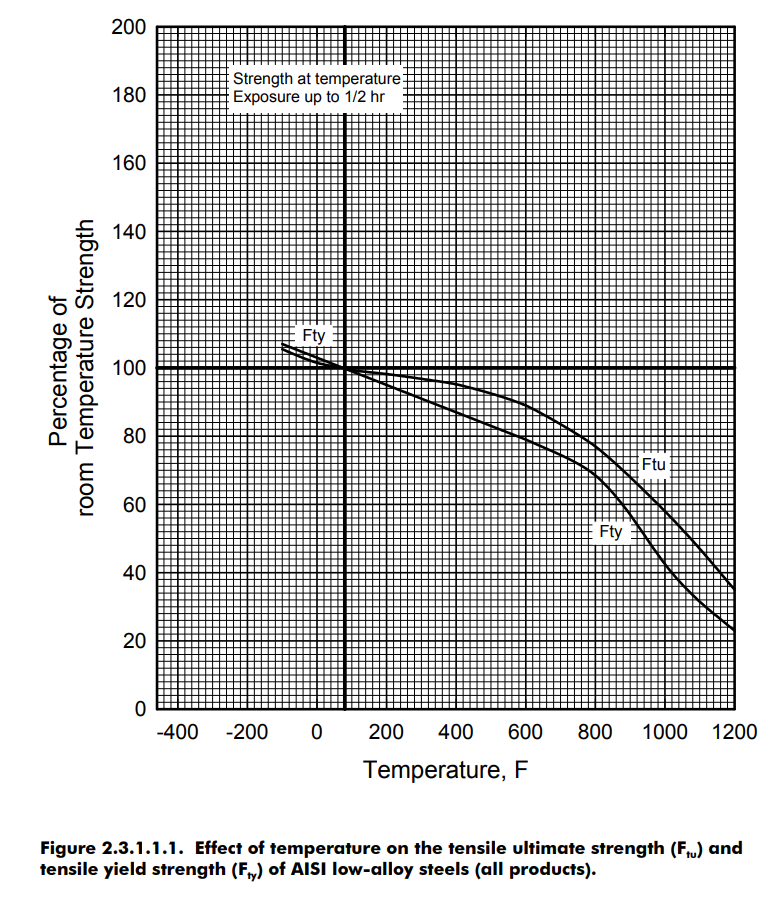 200
180
160
140
120
100
80
60
40
20
0
Percentage of
room Temperature Strength
Strength at temperature
Exposure up to 1/2 hr
Fty
Ftu
Fty
-400 -200 0 200 400 600 800 1000 1200
Temperature, F
Figure 2.3.1.1.1. Effect of temperature on the tensile ultimate strength (Ftu) and
tensile yield strength (Fty) of AISI low-alloy steels (all products).